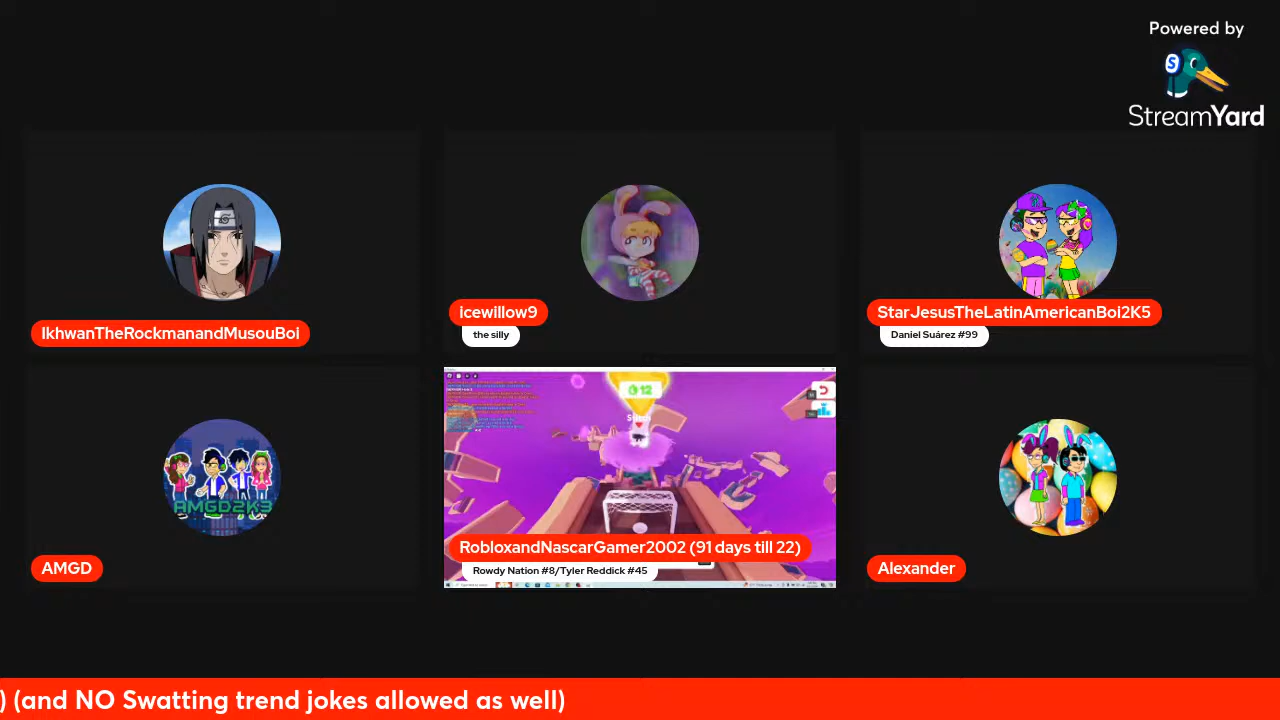 Powered by
S
StreamYard
IkhwanTheRockmanandMusouBoi
icewillow9
the silly
StarJesusTheLatinAmericanBoi2K5
Daniel Suárez #99
AMGD2K3
AMGD
12
RobloxandNascarGamer2002 (91 days till 22)
Rowdy Nation #8/Tyler Reddick #45
Alexander
) (and NO Swatting trend jokes allowed as well)